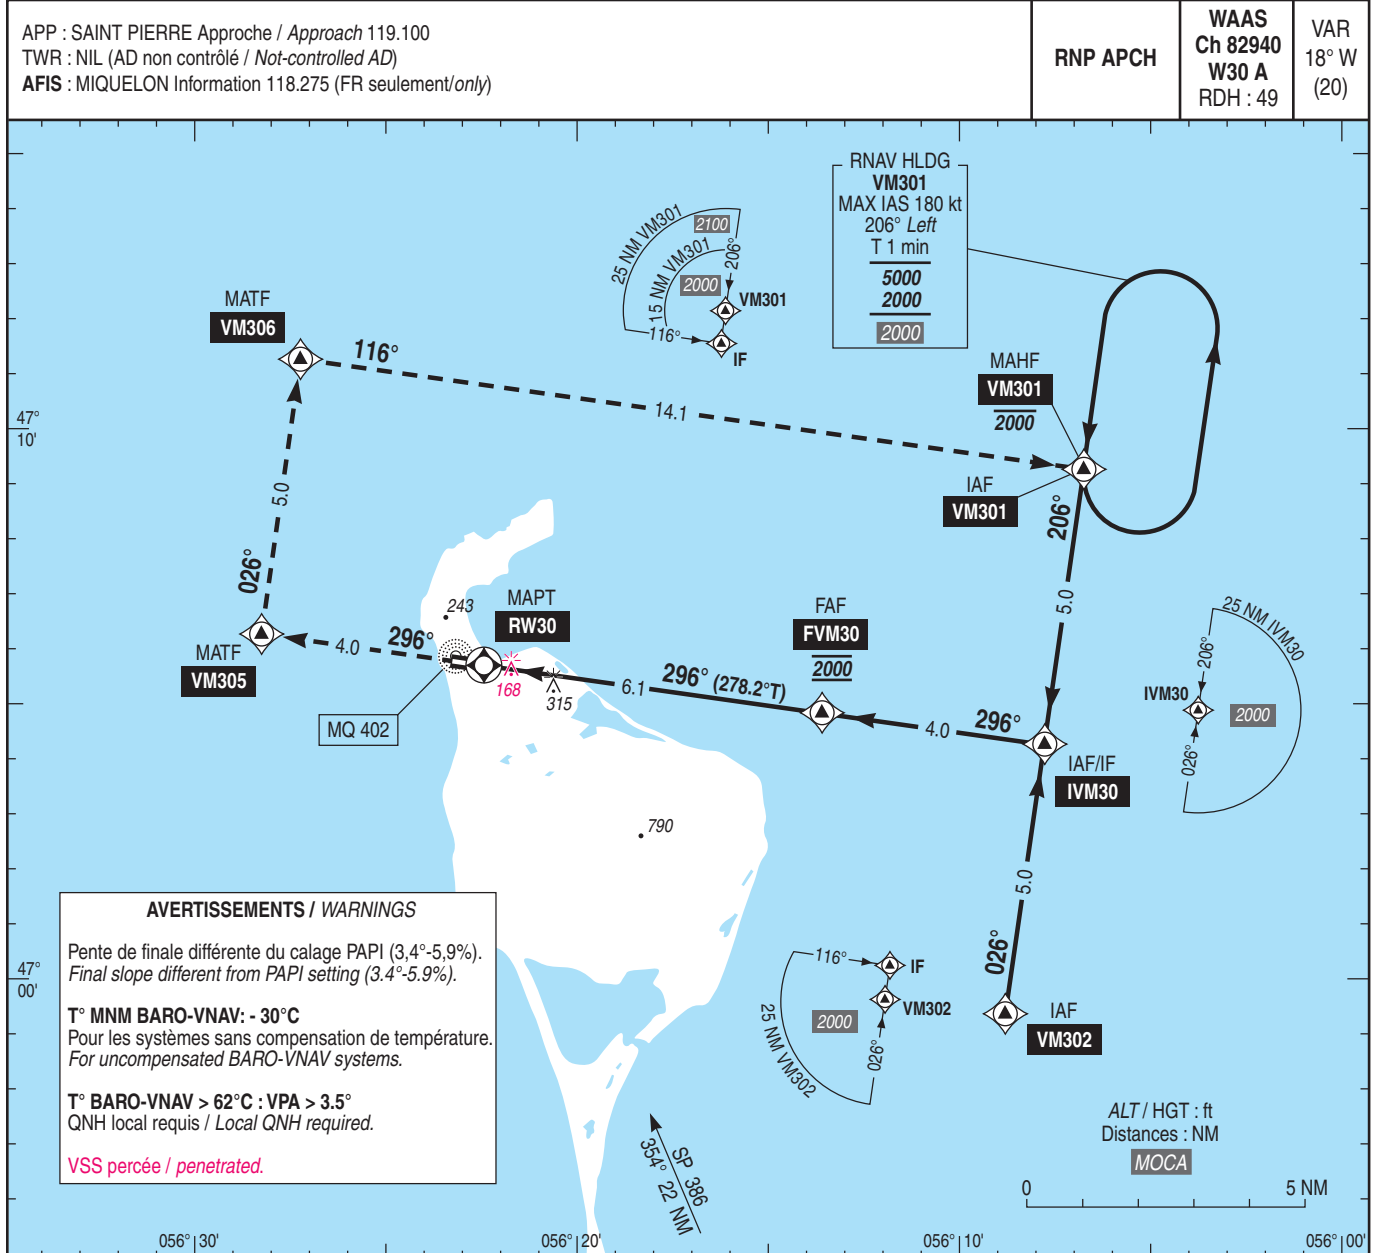 APP : SAINT PIERRE Approche / Approach 119.100
TWR : NIL (AD non contrôlé / Not-controlled AD)
AFIS : MIQUELON Information 118.275 (FR seulement/only)
RNP APCH
WAAS
Ch 82940
W30 A
RDH : 49
VAR
18° W
(20)
RNAV HLDG
VM301
MAX IAS 180 kt
206° Left
T 1 min
5000
2000
2000
25 NM VM301
2100
15 NM VM301
2000
206°
VM301
116°
IF
MATF
VM306
116°
14.1
MAHF
VM301
2000
IAF
VM301
206°
5.0
47°
10'
5.0
026°
MATF
VM305
4.0
296°
243
MAPT
RW30
168
315
MQ 402
6.1
296° (278.2°T)
FAF
FVM30
2000
4.0
296°
IAF/IF
IVM30
25 NM IVM30
206°
IVM30
2000
026°
790
5.0
026°
IAF
VM302
116°
IF
2000
VM302
25 NM VM302
026°
AVERTISSEMENTS / WARNINGS
Pente de finale différente du calage PAPI (3,4°-5,9%).
Final slope different from PAPI setting (3.4°-5.9%).
T° MNM BARO-VNAV: - 30°C
Pour les systèmes sans compensation de température.
For uncompensated BARO-VNAV systems.
T° BARO-VNAV > 62°C : VPA > 3.5°
QNH local requis / Local QNH required.
VSS percée / penetrated.
47°
00'
SP 386
354° 22 NM
ALT / HGT : ft
Distances : NM
MOCA
0
5 NM
056° 30'
056° 20'
056° 10'
056° 00'